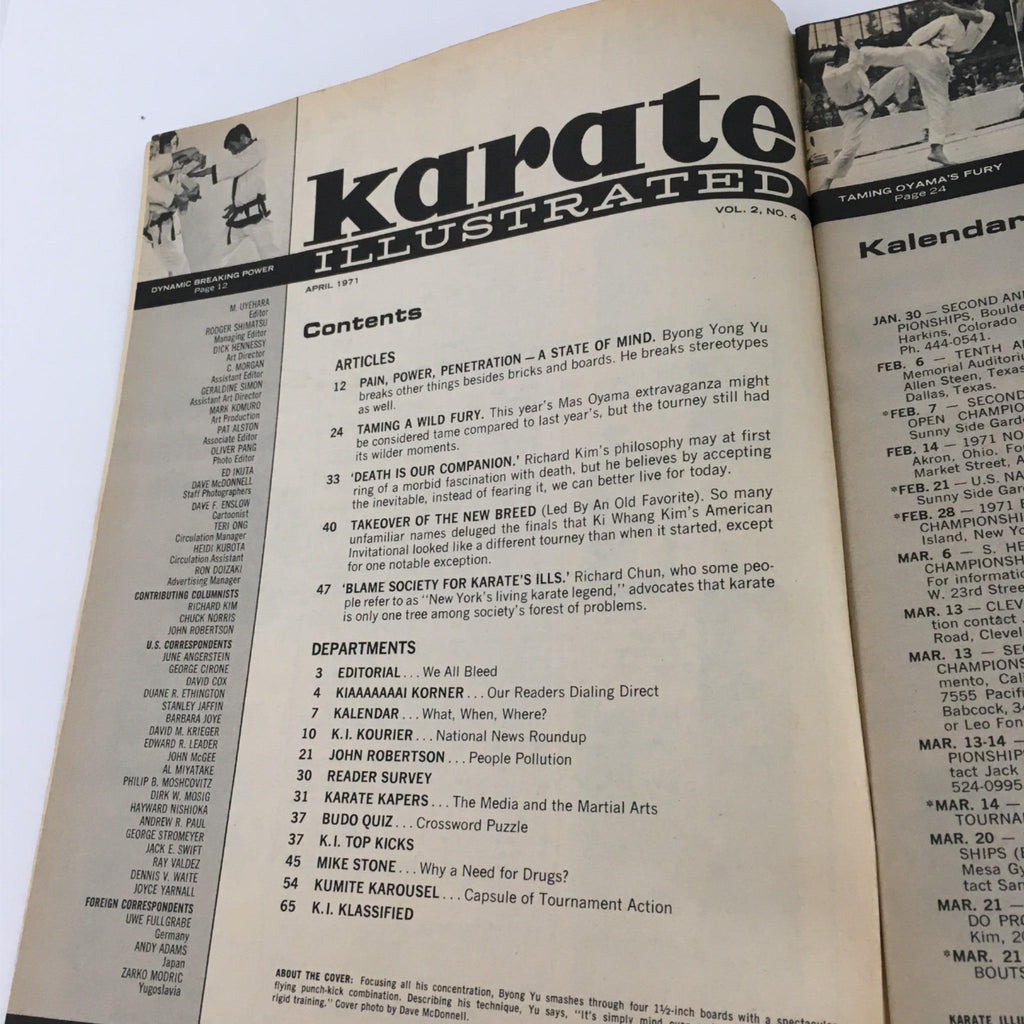 karate
ILLUSTRATED
VOL. 2, NO. 4
APRIL 1971
DYNAMIC BREAKING POWER
Page 12
M. UYEHARA
Editor
RODGER SHIMATSU
Managing Editor
DICK HENNESSY
Art Director
C. MORGAN
Assistant Editor
GERALDINE SIMON
Assistant Art Director
MARK KOMURO
Art Production
PAT ALSTON
Associate Editor
OLIVER PANG
Photo Editor
ED IKUTA
DAVE McDONNELL
Staff Photographers
DAVE F. ENSLOW
Cartoonist
TERI ONG
Circulation Manager
HEIDI KUBOTA
Circulation Assistant
RON DOIZAKI
Advertising Manager
CONTRIBUTING COLUMNISTS
RICHARD KIM
CHUCK NORRIS
JOHN ROBERTSON
U.S. CORRESPONDENTS
JUNE ANGERSTEIN
GEORGE CIRONE
DAVID COX
DUANE R. ETHINGTON
STANLEY JAFFIN
BARBARA JOYE
DAVID M. KRIEGER
EDWARD R. LEADER
JOHN McGEE
AL MIYATAKE
PHILIP B. MOSHCOVITZ
DIRK W. MOSIG
HAYWARD NISHIOKA
ANDREW R. PAUL
GEORGE STROMEYER
JACK E. SWIFT
RAY VALDEZ
DENNIS V. WAITE
JOYCE YARNALL
FOREIGN CORRESPONDENTS
UWE FULLGRABE
Germany
ANDY ADAMS
Japan
ZARKO MODRIC
Yugoslavia
Contents
ARTICLES
12 PAIN, POWER, PENETRATION — A STATE OF MIND. Byong Yong Yu
breaks other things besides bricks and boards. He breaks stereotypes
as well.
24 TAMING A WILD FURY. This year's Mas Oyama extravaganza might
be considered tame compared to last year's, but the tourney still had
its wilder moments.
33 'DEATH IS OUR COMPANION.' Richard Kim's philosophy may at first
ring of a morbid fascination with death, but he believes by accepting
the inevitable, instead of fearing it, we can better live for today.
40 TAKEOVER OF THE NEW BREED (Led By An Old Favorite). So many
unfamiliar names deluged the finals that Ki Whang Kim's American
Invitational looked like a different tourney than when it started, except
for one notable exception.
47 'BLAME SOCIETY FOR KARATE'S ILLS.' Richard Chun, who some peo-
ple refer to as "New York's living karate legend," advocates that karate
is only one tree among society's forest of problems.
DEPARTMENTS
3 EDITORIAL... We All Bleed
4 KIAAAAAAAI KORNER... Our Readers Dialing Direct
7 KALENDAR... What, When, Where?
10 K.I. KOURIER... National News Roundup
21 JOHN ROBERTSON... People Pollution
30 READER SURVEY
31 KARATE KAPERS... The Media and the Martial Arts
37 BUDO QUIZ... Crossword Puzzle
37 K.I. TOP KICKS
45 MIKE STONE... Why a Need for Drugs?
54 KUMITE KAROUSEL... Capsule of Tournament Action
65 K.I. KLASSIFIED
ABOUT THE COVER: Focusing all his concentration, Byong Yu smashes through four 1½-inch boards with a spectacular
flying punch-kick combination. Describing his technique, Yu says, "It's simply mind
rigid training." Cover photo by Dave McDonnell.
TAMING OYAMA'S FURY
Page 24
Kalendar
JAN. 30 — SECOND AN
PIONSHIPS, Boulde
Harkins, Colorado
Ph. 444-0541.
FEB. 6 — TENTH A
Memorial Auditori
Allen Steen, Texas
Dallas, Texas.
*FEB. 7 — SECOND
OPEN CHAMPIO
Sunny Side Gard
FEB. 14 — 1971 NO
Akron, Ohio. Fo
Market Street, A
*FEB. 21 — U.S. NA
Sunny Side Gar
*FEB. 28 — 1971
CHAMPIONSHI
Island, New Yo
MAR. 6 — S. HE
CHAMPIONSH
For informati
W. 23rd Stree
MAR. 13 — CLEV
tion contact
Road, Clevel
MAR. 13 — SE
CHAMPIONS
mento, Cali
7555 Pacifi
Babcock, 3
or Leo Fon
MAR. 13-14 —
PIONSHIP
tact Jack
524-0995
*MAR. 14 —
TOURNA
MAR. 20 —
SHIPS (
Mesa Gy
tact San
MAR. 21 —
DO PRO
Kim, 20
*MAR. 21
BOUTS
KARATE ILLU